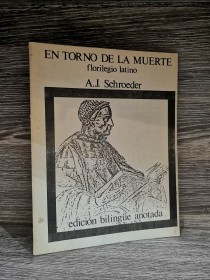 EN TORNO DE LA MUERTE
florilegio latino
A.J. Schroeder
edición bilingüe anotada